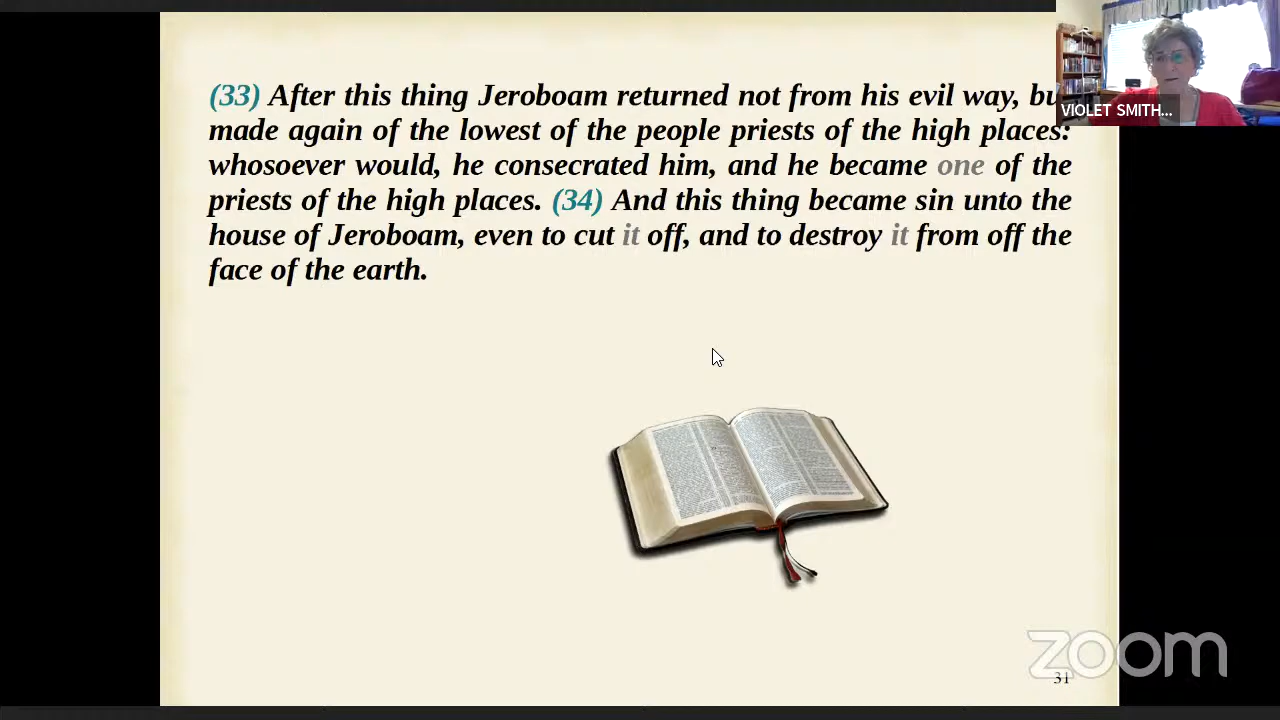 (33) After this thing Jeroboam returned not from his evil way, bu
made again of the lowest of the people priests of the high places:
whosoever would, he consecrated him, and he became one of the
priests of the high places. (34) And this thing became sin unto the
house of Jeroboam, even to cut it off, and to destroy it from off the
face of the earth.
VIOLET SMITH...
zoom
31